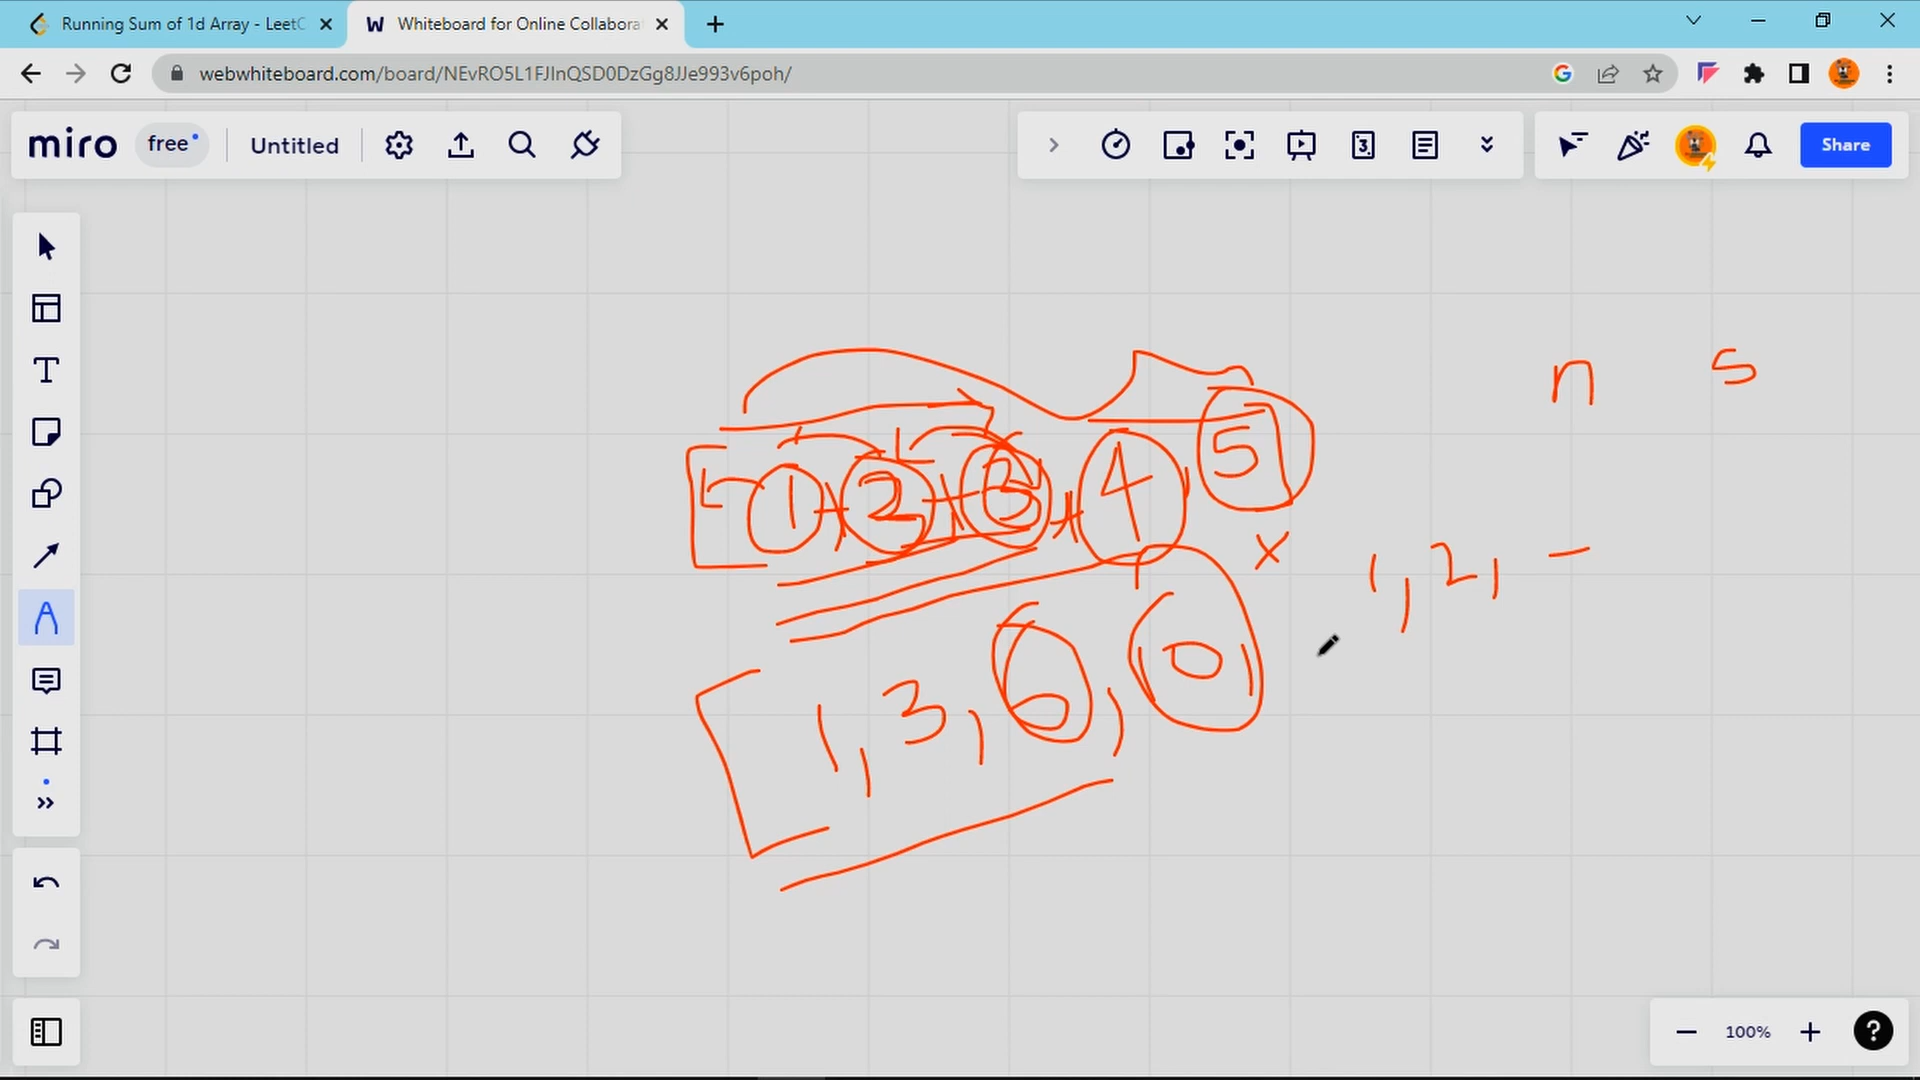 Running Sum of 1d Array - LeetC
Whiteboard for Online Collabora
webwhiteboard.com/board/NEvRO5L1FJInQSD0DzGg8JJe993v6poh/
miro free Untitled
3
Share
n s
[1, 2, 3, 4, 5
x 1, 2, –
[1, 3, 6, 10,
100%